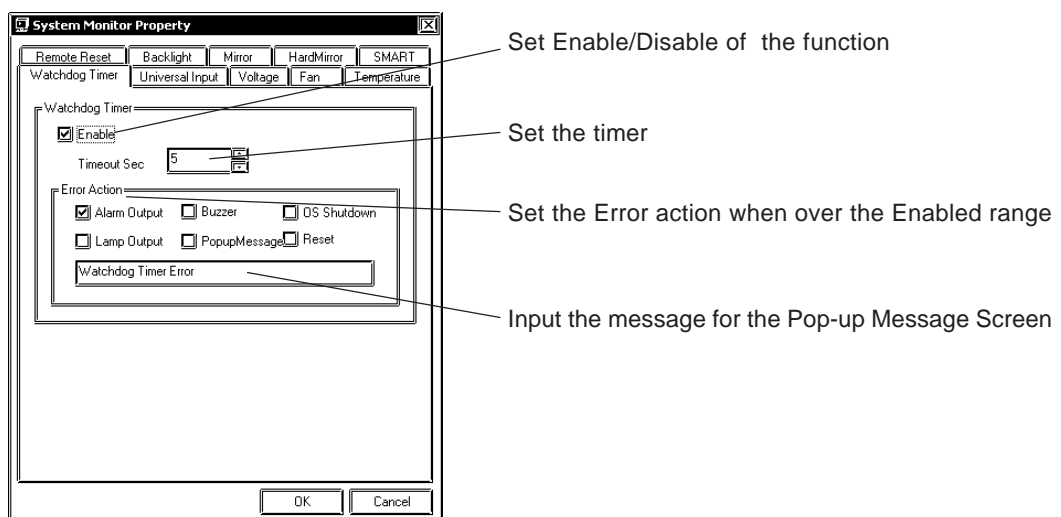 System Monitor Property
Remote Reset Backlight Mirror HardMirror SMART
Watchdog Timer Universal Input Voltage Fan Temperature
Watchdog Timer
Enable
Timeout Sec 5
Error Action
Alarm Output Buzzer OS Shutdown
Lamp Output PopupMessage Reset
Watchdog Timer Error
OK Cancel
Set Enable/Disable of the function
Set the timer
Set the Error action when over the Enabled range
Input the message for the Pop-up Message Screen